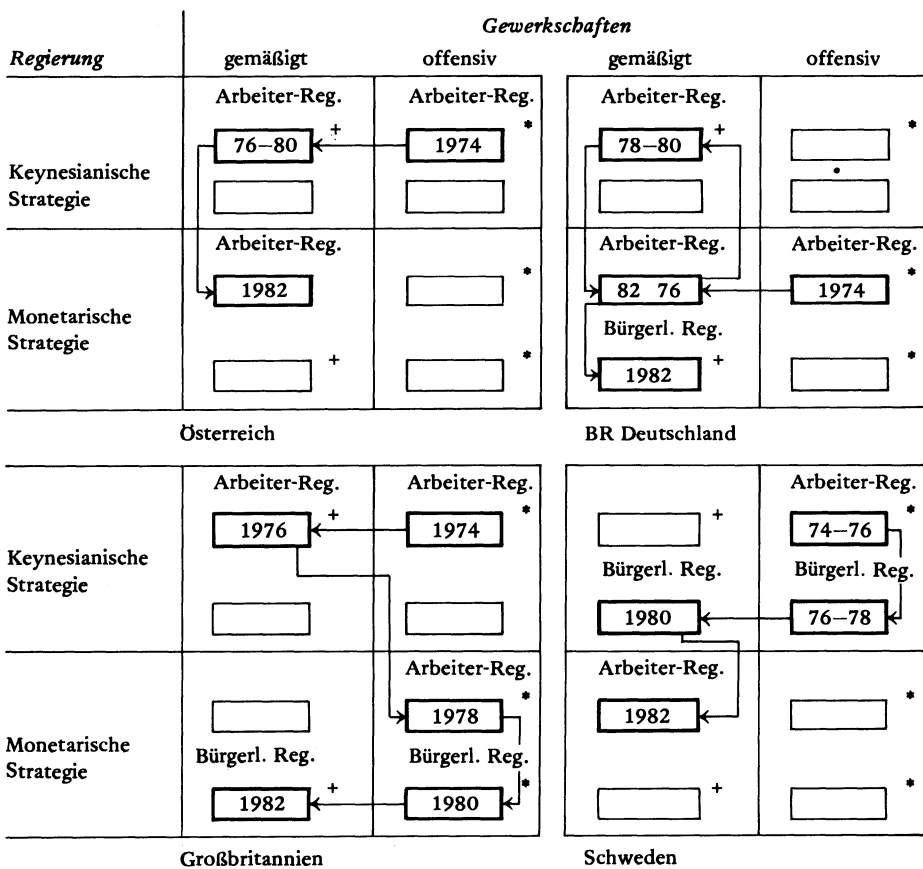 Gewerkschaften
Regierung gemäßigt offensiv gemäßigt offensiv
Arbeiter-Reg. Arbeiter-Reg. Arbeiter-Reg.
76–80 + 1974 * 78–80 + *
Keynesianische
Strategie
Arbeiter-Reg. Arbeiter-Reg. Arbeiter-Reg.
1982 * 82 76 1974 *
Monetarische
Strategie
Bürgerl. Reg.
+ * 1982 + *
Österreich BR Deutschland
Arbeiter-Reg. Arbeiter-Reg. Arbeiter-Reg.
1976 + 1974 * + 74–76 *
Keynesianische
Strategie
Bürgerl. Reg. Bürgerl. Reg.
1980 76–78
Arbeiter-Reg. Arbeiter-Reg.
1978 * 1982 *
Monetarische
Strategie
Bürgerl. Reg. Bürgerl. Reg.
1982 + 1980 * + *
Großbritannien Schweden